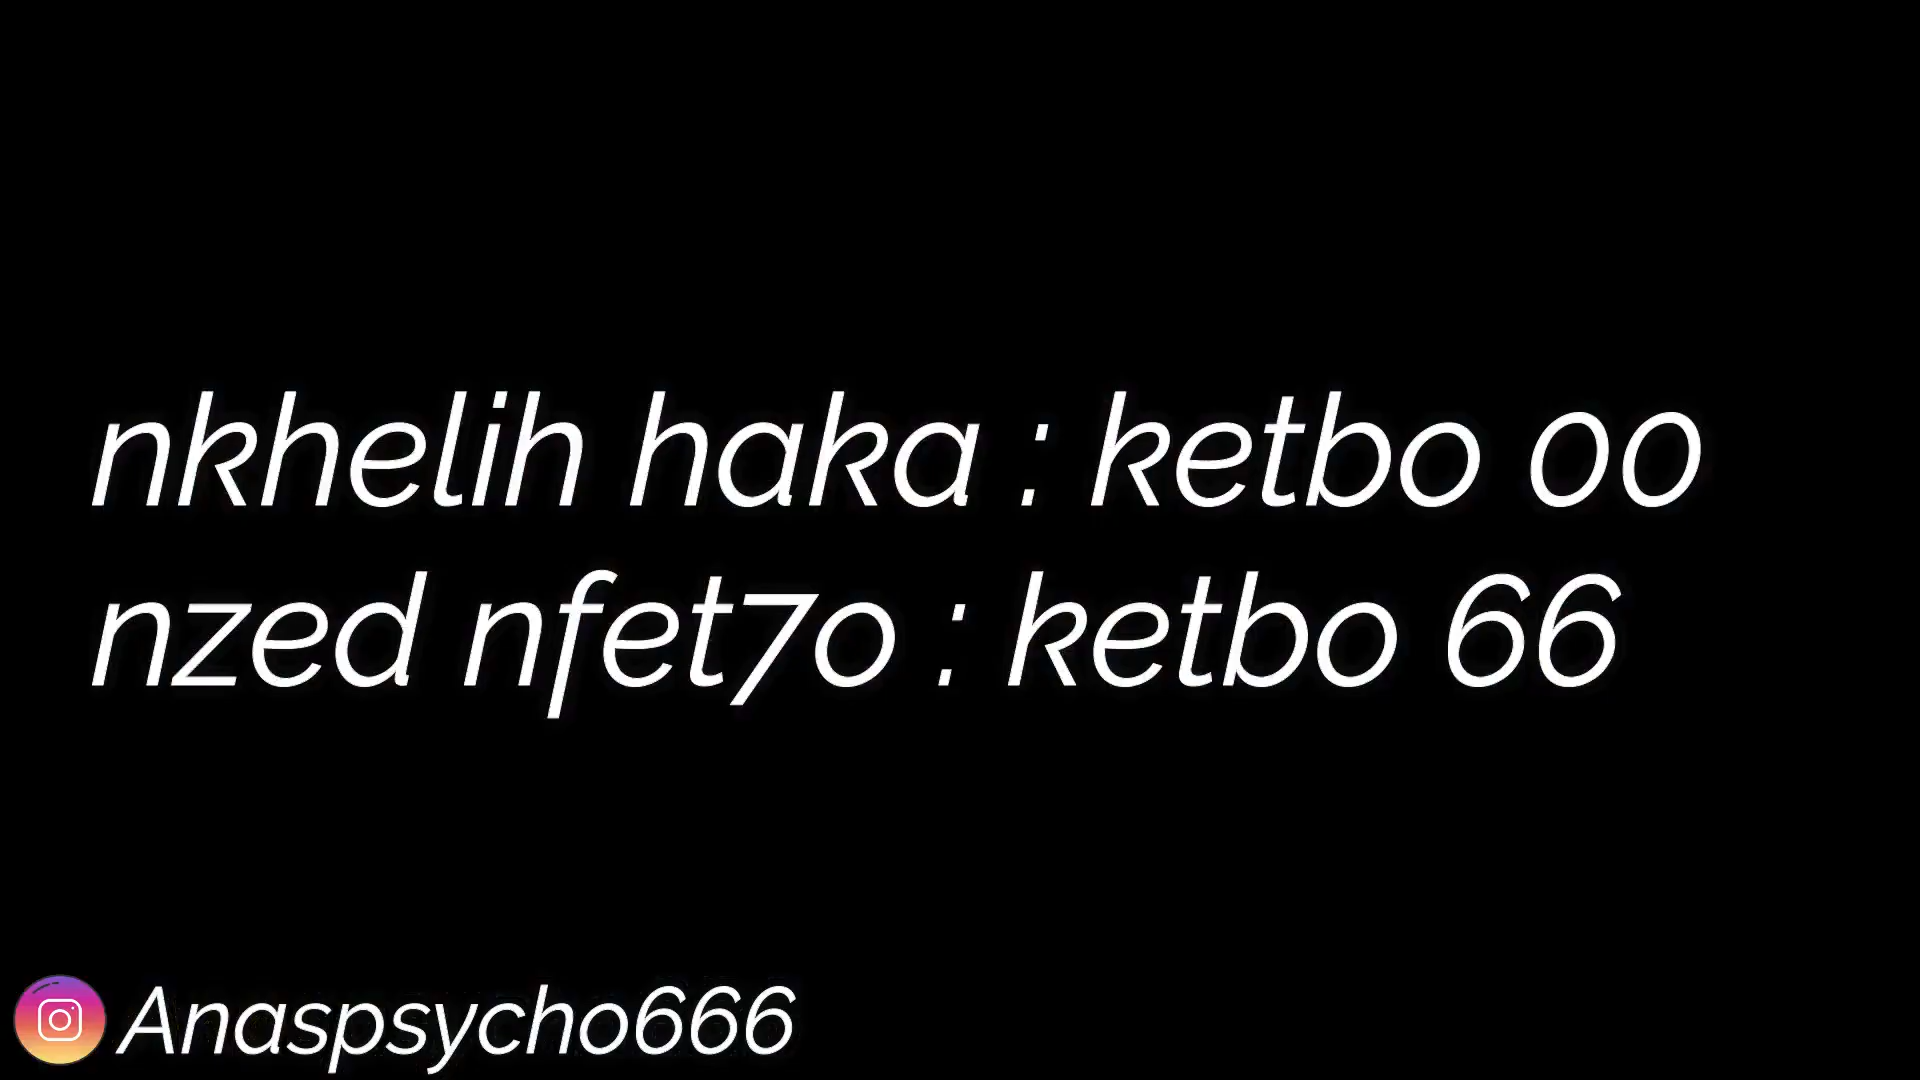 nkhelih haka : ketbo 00
nzed nfet7o : ketbo 66
Anaspsycho666